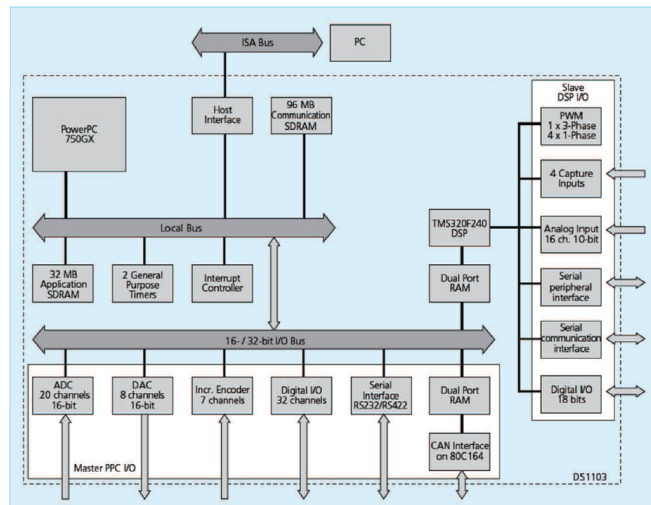 ISA Bus
PC
PowerPC
750GX
Host
Interface
96 MB
Communication
SDRAM
Slave
DSP I/O
PWM
1 x 3-Phase
4 x 1-Phase
4 Capture
Inputs
Local Bus
TMS320F240
DSP
Analog Input
16 ch. 10-bit
32 MB
Application
SDRAM
2 General
Purpose
Timers
Interrupt
Controller
Dual Port
RAM
Serial
peripheral
interface
16- / 32-bit I/O Bus
Serial
communication
interface
ADC
20 channels
16-bit
DAC
8 channels
16-bit
Incr. Encoder
7 channels
Digital I/O
32 channels
Serial
Interface
RS232/RS422
Dual Port
RAM
Digital I/O
18 bits
CAN Interface
on 80C164
Master PPC I/O
DS1103